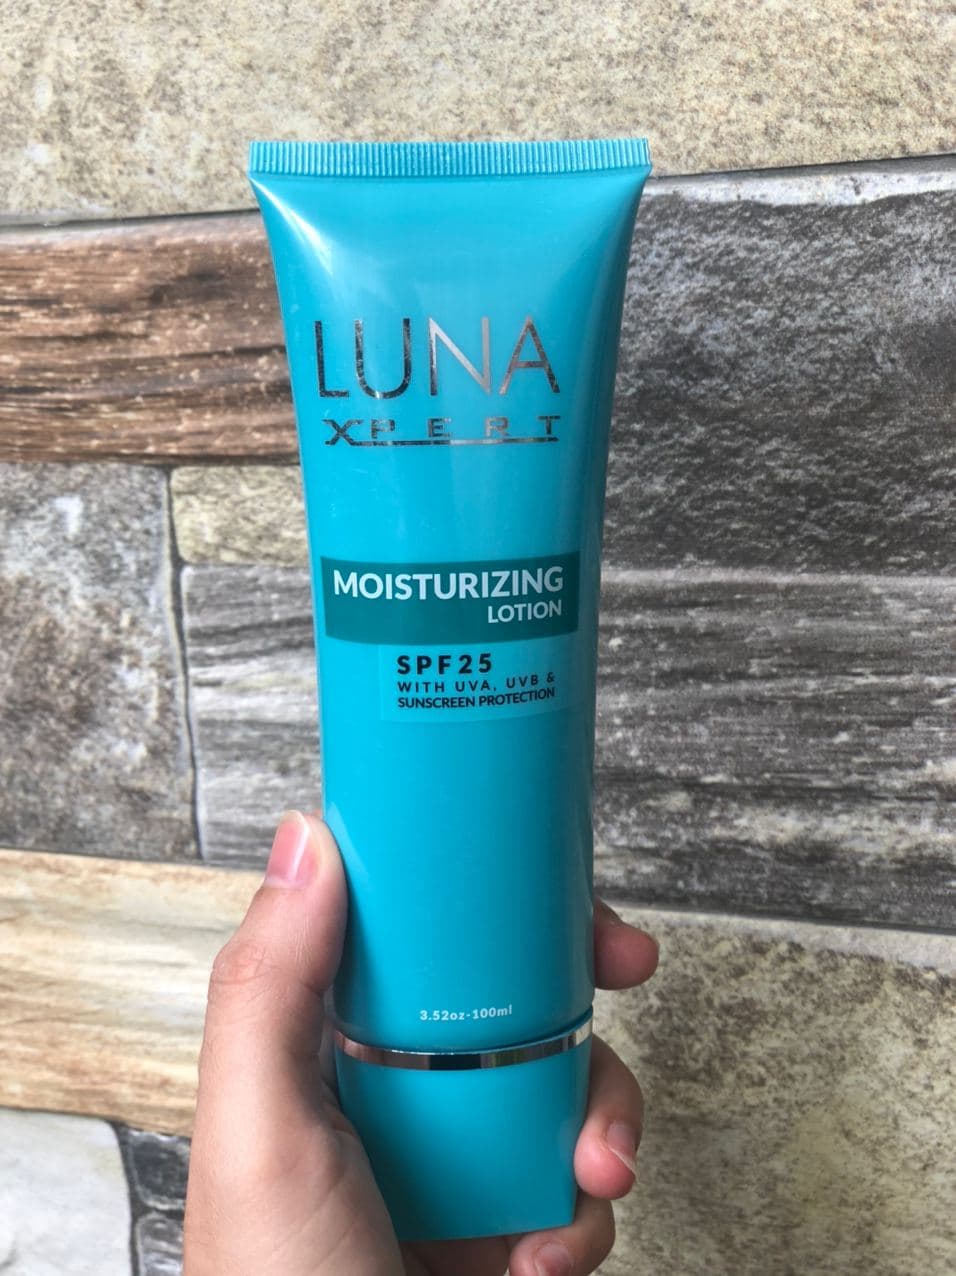 LUNA
XPERT
MOISTURIZING
LOTION
SPF25
WITH UVA, UVB &
SUNSCREEN PROTECTION
3.52oz-100ml